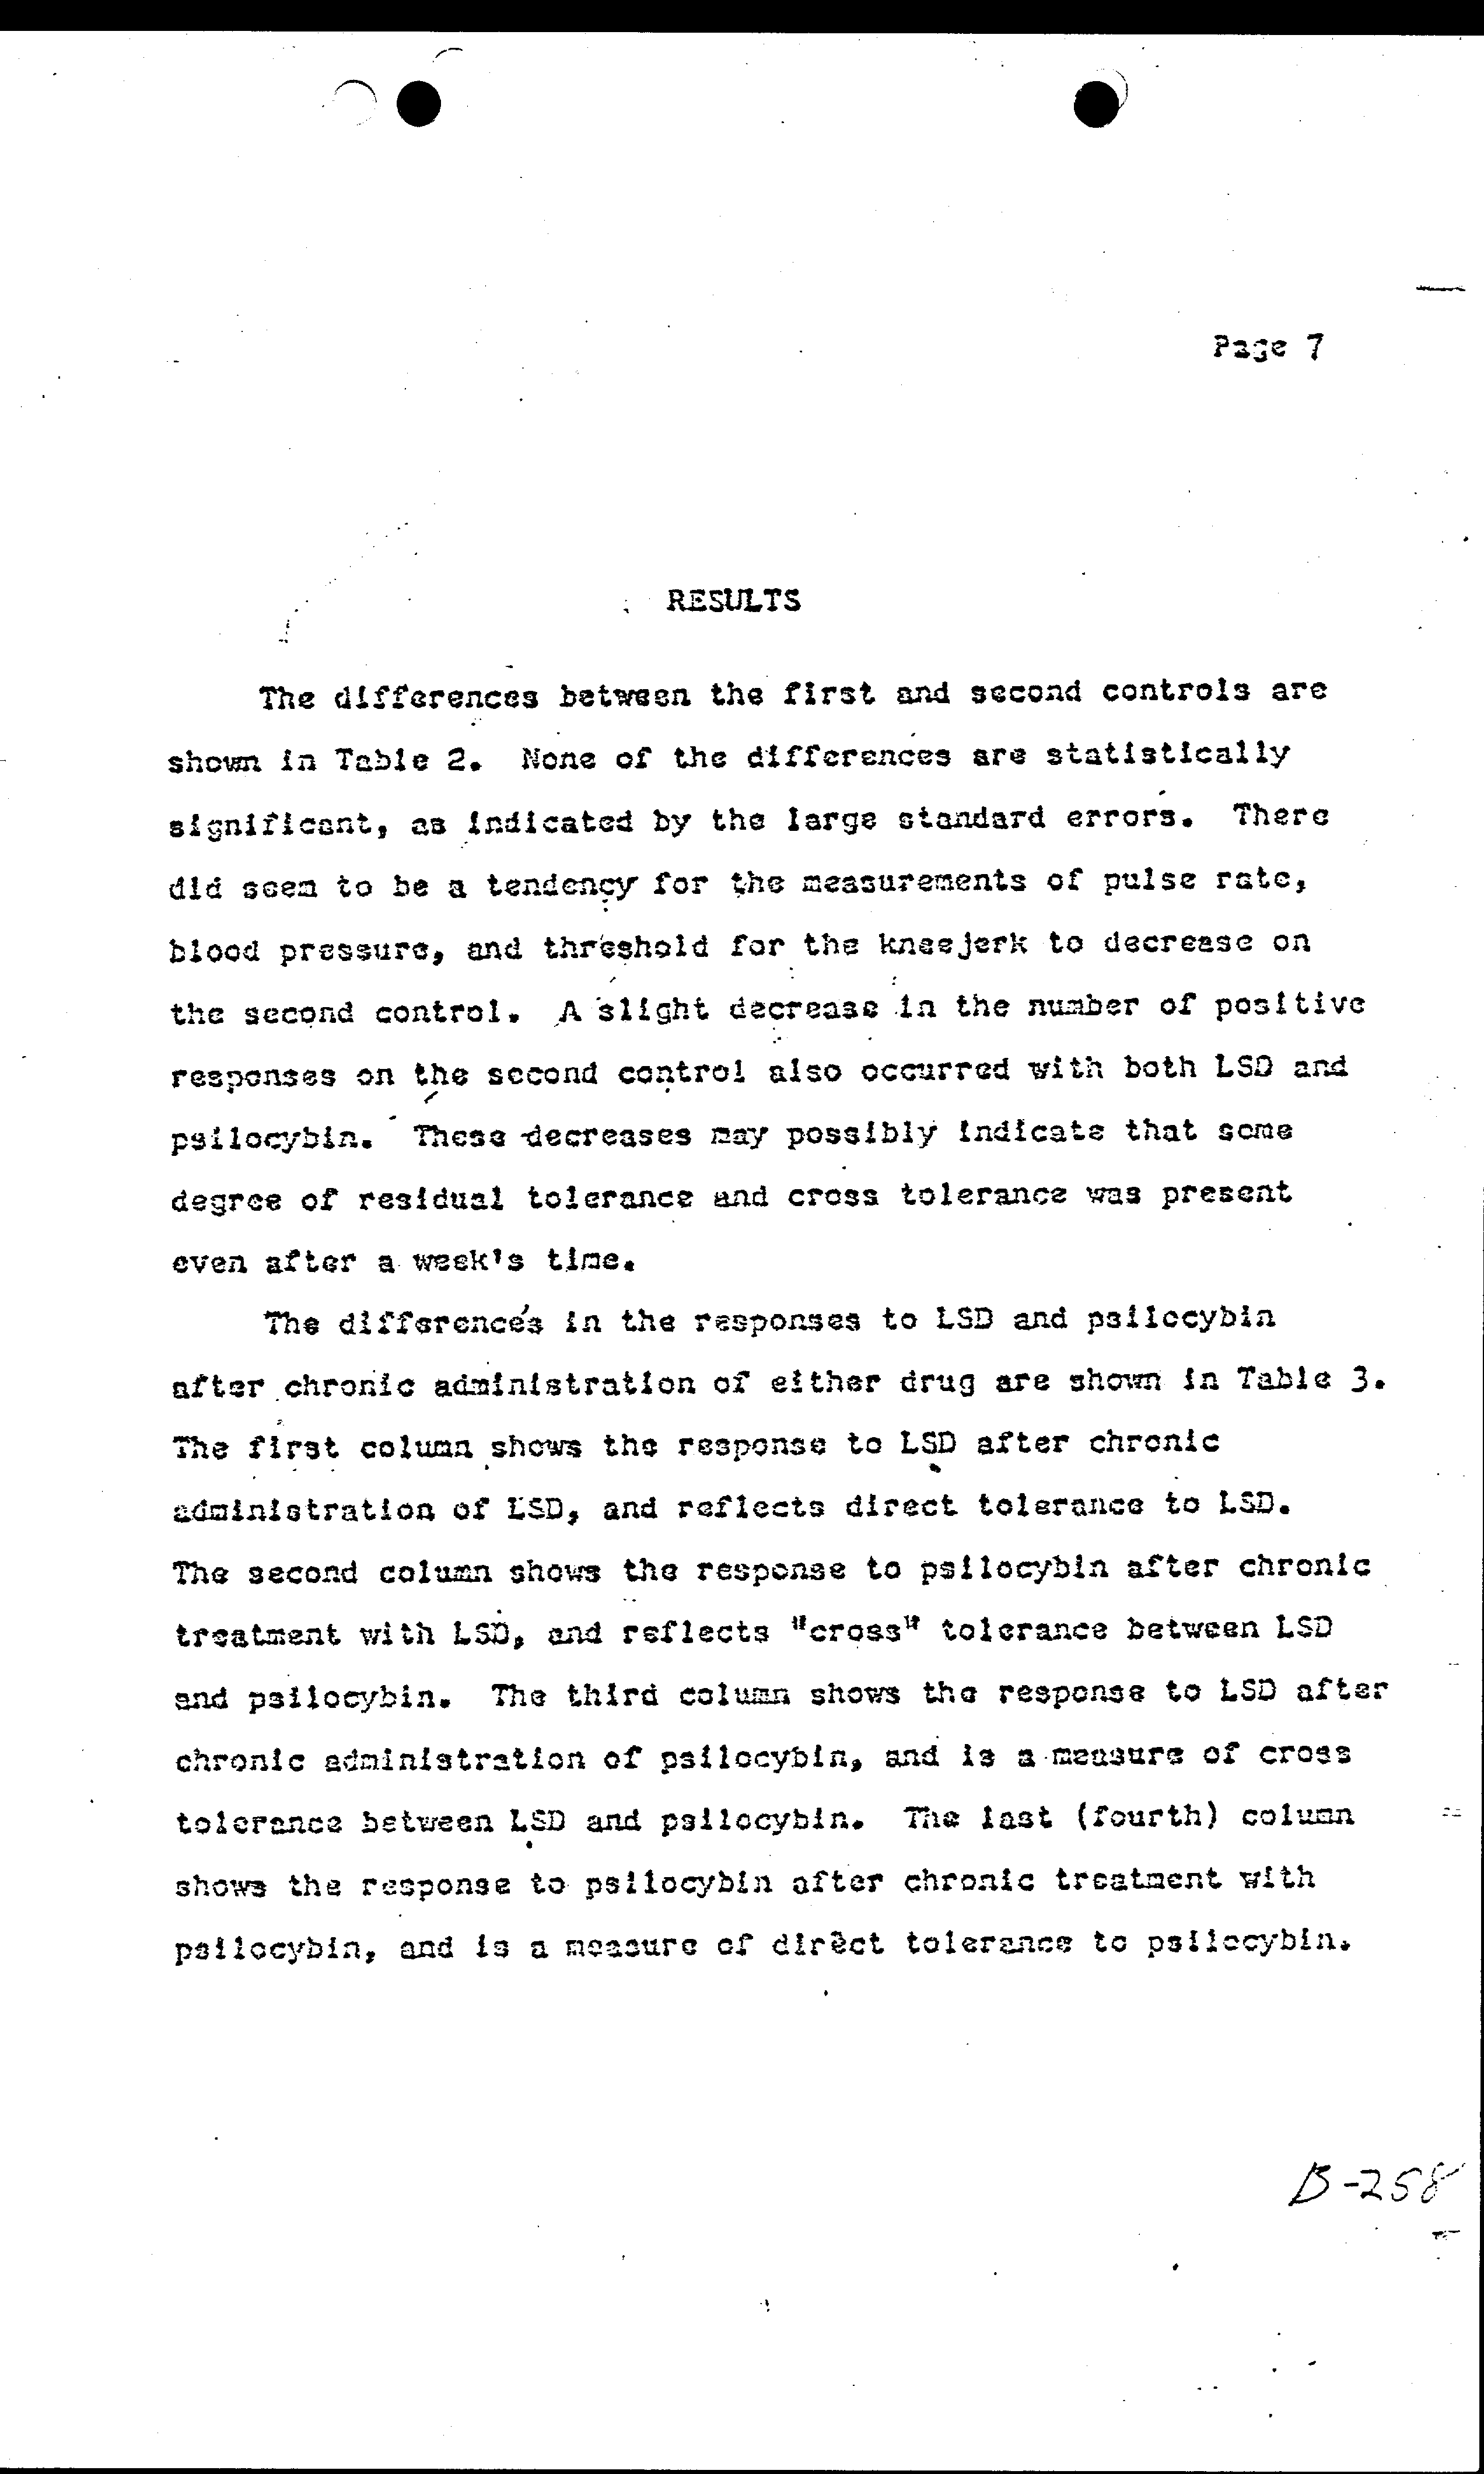 Page 7
RESULTS
The differences between the first and second controls are
shown in Table 2. None of the differences are statistically
significant, as indicated by the large standard errors. There
did seem to be a tendency for the measurements of pulse rate,
blood pressure, and threshold for the kneejerk to decrease on
the second control. A slight decrease in the number of positive
responses on the second control also occurred with both LSD and
psilocybin. These decreases may possibly indicate that some
degree of residual tolerance and cross tolerance was present
even after a week's time.
The differences in the responses to LSD and psilocybin
after chronic administration of either drug are shown in Table 3.
The first column shows the response to LSD after chronic
administration of LSD, and reflects direct tolerance to LSD.
The second column shows the response to psilocybin after chronic
treatment with LSD, and reflects "cross" tolerance between LSD
and psilocybin. The third column shows the response to LSD after
chronic administration of psilocybin, and is a measure of cross
tolerance between LSD and psilocybin. The last (fourth) column
shows the response to psilocybin after chronic treatment with
psilocybin, and is a measure of direct tolerance to psilocybin.
B-258